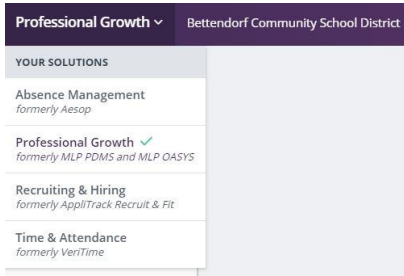 Professional Growth Bettendorf Community School District
YOUR SOLUTIONS
Absence Management
formerly Aesop
Professional Growth
formerly MLP PDMS and MLP OASYS
Recruiting & Hiring
formerly AppliTrack Recruit & Fit
Time & Attendance
formerly VeriTime